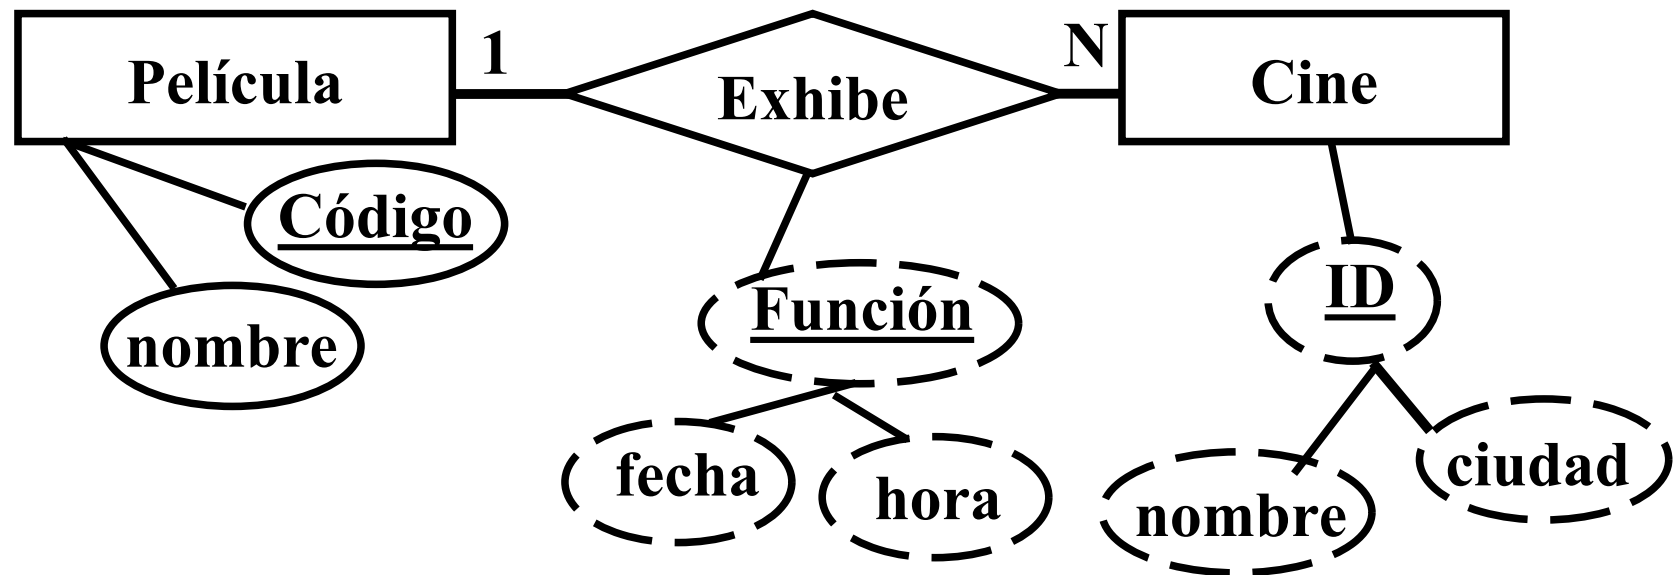 Película
1
Exhibe
N
Cine
Código
nombre
Función
fecha
hora
ID
nombre
ciudad